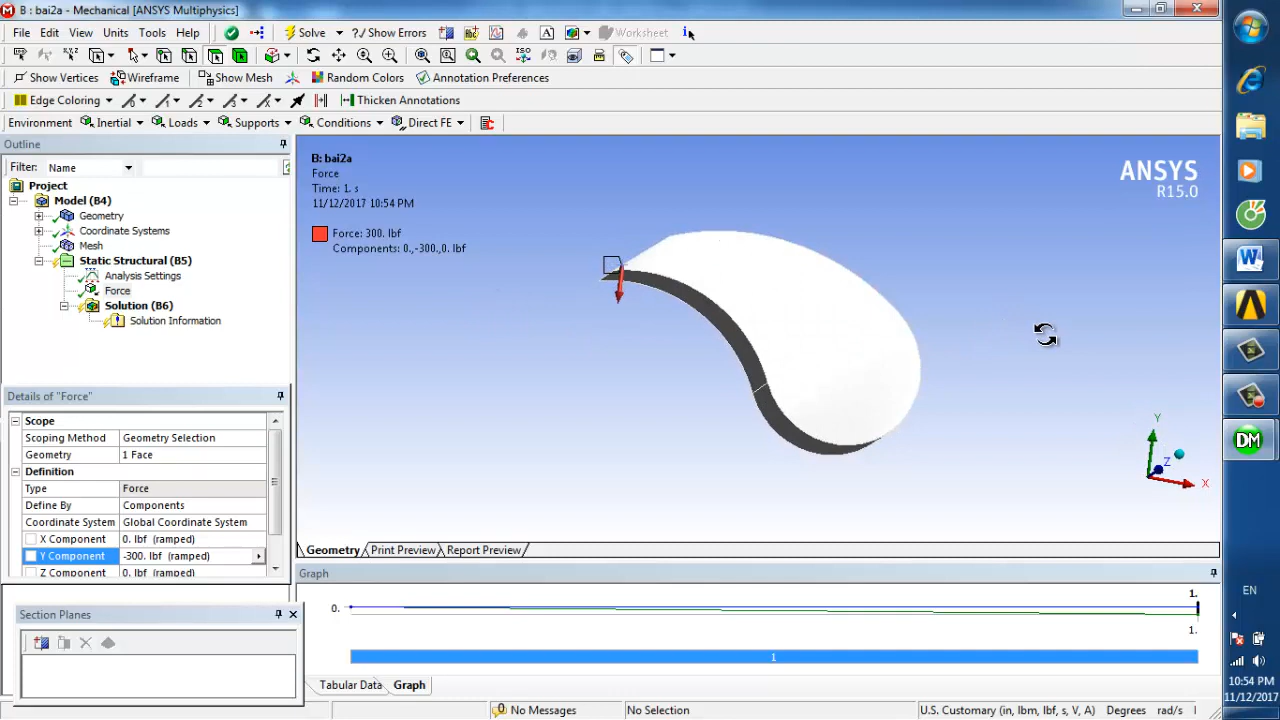 B : bai2a - Mechanical [ANSYS Multiphysics]
File Edit View Units Tools Help Solve ?/ Show Errors Worksheet
Show Vertices Wireframe Show Mesh Random Colors Annotation Preferences
Edge Coloring Thicken Annotations
Environment Inertial Loads Supports Conditions Direct FE
Outline
Filter: Name
Project
Model (B4)
Geometry
Coordinate Systems
Mesh
Static Structural (B5)
Analysis Settings
Force
Solution (B6)
Solution Information
Details of "Force"
Scope
Scoping Method Geometry Selection
Geometry 1 Face
Definition
Type Force
Define By Components
Coordinate System Global Coordinate System
X Component 0. lbf (ramped)
Y Component -300. lbf (ramped)
Z Component 0. lbf (ramped)
Section Planes
B: bai2a
Force
Time: 1. s
11/12/2017 10:54 PM
Force: 300. lbf
Components: 0.,-300.,0. lbf
ANSYS
R15.0
Y
Z
X
Geometry Print Preview Report Preview
Graph
0.
1.
1.
1
Tabular Data Graph
No Messages No Selection U.S. Customary (in, lbm, lbf, s, V, A) Degrees rad/s
DM
EN
10:54 PM
11/12/2017